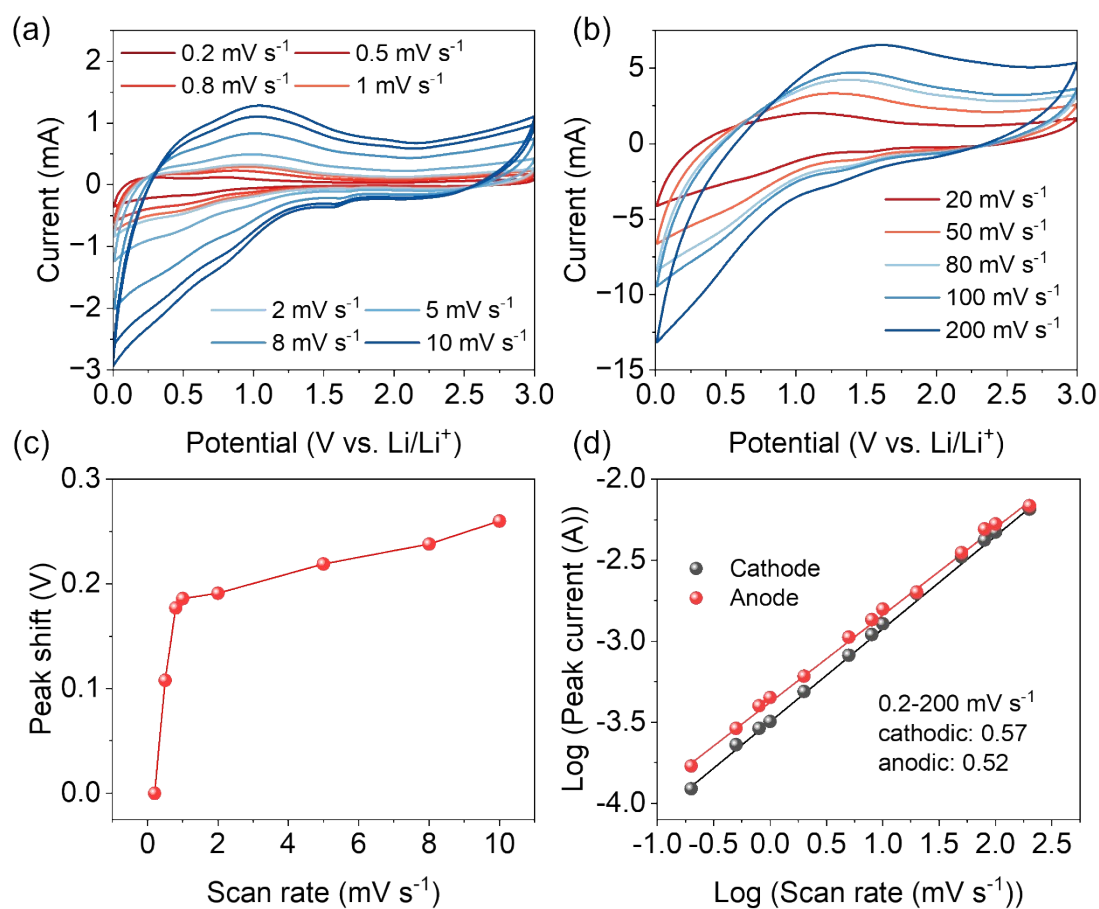 (a)
0.2 mV s⁻¹ 0.5 mV s⁻¹
0.8 mV s⁻¹ 1 mV s⁻¹
2 mV s⁻¹ 5 mV s⁻¹
8 mV s⁻¹ 10 mV s⁻¹
2
1
0
-1
-2
-3
Current (mA)
0.0 0.5 1.0 1.5 2.0 2.5 3.0
Potential (V vs. Li/Li⁺)
(b)
5
0
-5
-10
-15
Current (mA)
20 mV s⁻¹
50 mV s⁻¹
80 mV s⁻¹
100 mV s⁻¹
200 mV s⁻¹
0.0 0.5 1.0 1.5 2.0 2.5 3.0
Potential (V vs. Li/Li⁺)
(c)
0.3
0.2
0.1
0.0
Peak shift (V)
0 2 4 6 8 10
Scan rate (mV s⁻¹)
(d)
-2.0
-2.5
-3.0
-3.5
-4.0
Log (Peak current (A))
Cathode
Anode
0.2-200 mV s⁻¹
cathodic: 0.57
anodic: 0.52
-1.0 -0.5 0.0 0.5 1.0 1.5 2.0 2.5
Log (Scan rate (mV s⁻¹))